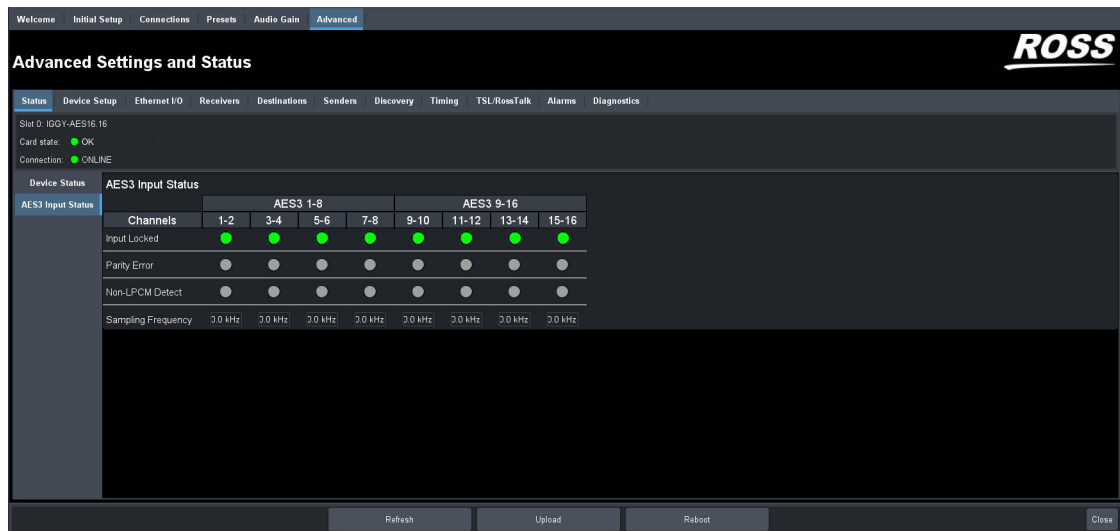 Welcome Initial Setup Connections Presets Audio Gain Advanced
Advanced Settings and Status
ROSS
Status Device Setup Ethernet I/O Receivers Destinations Senders Discovery Timing TSL/RossTalk Alarms Diagnostics
Slot 0: IGGY-AES16.16
Card state: OK
Connection: ONLINE
Device Status
AES3 Input Status
AES3 Input Status
AES3 1-8 AES3 9-16
Channels 1-2 3-4 5-6 7-8 9-10 11-12 13-14 15-16
Input Locked
Parity Error
Non-LPCM Detect
Sampling Frequency 0.0 kHz 0.0 kHz 0.0 kHz 0.0 kHz 0.0 kHz 0.0 kHz 0.0 kHz 0.0 kHz
Refresh Upload Reboot Close